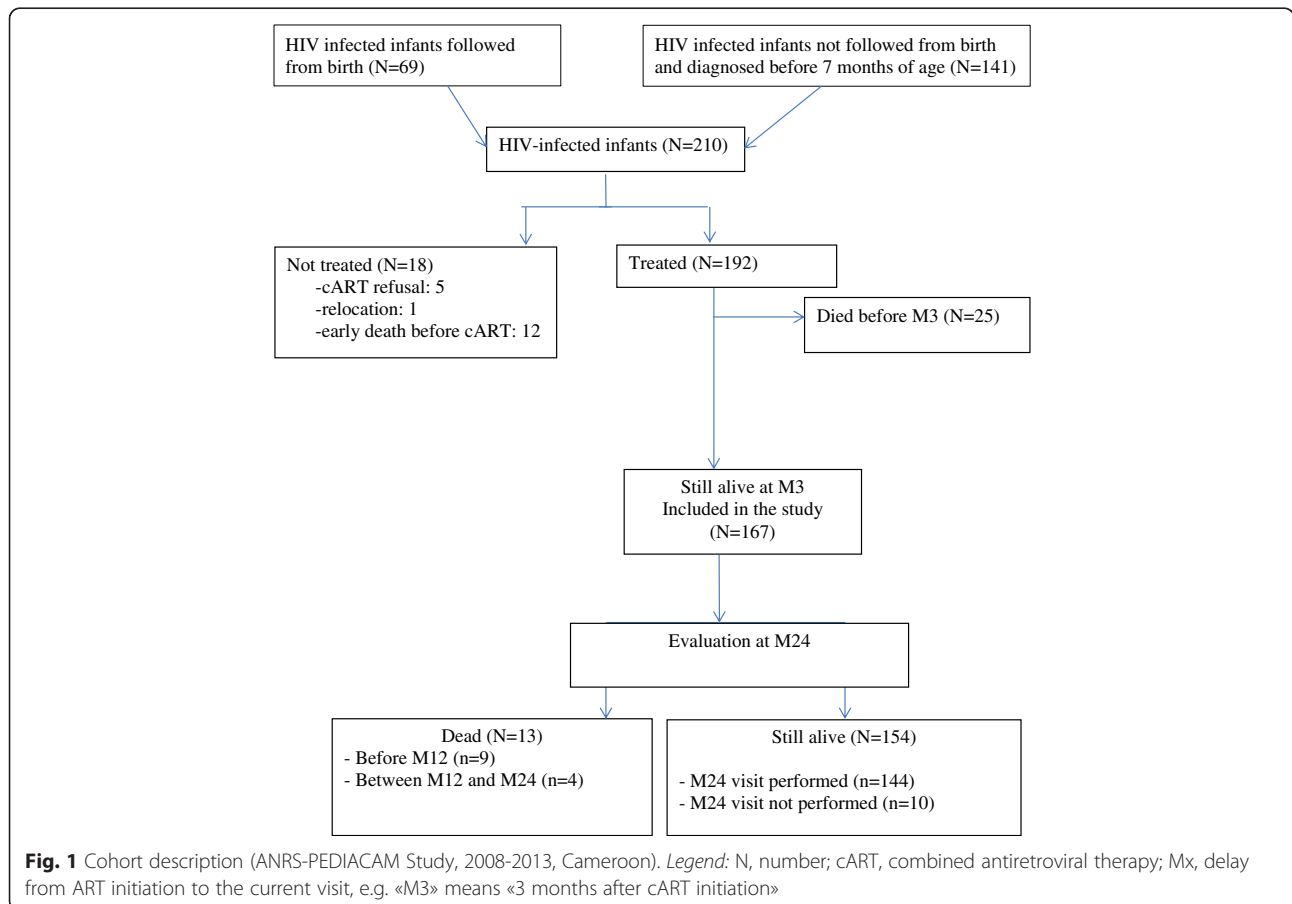 HIV infected infants followed
from birth (N=69)
HIV infected infants not followed from birth
and diagnosed before 7 months of age (N=141)
HIV-infected infants (N=210)
Not treated (N=18)
-cART refusal: 5
-relocation: 1
-early death before cART: 12
Treated (N=192)
Died before M3 (N=25)
Still alive at M3
Included in the study
(N=167)
Evaluation at M24
Dead (N=13)
- Before M12 (n=9)
- Between M12 and M24 (n=4)
Still alive (N=154)
- M24 visit performed (n=144)
- M24 visit not performed (n=10)
Fig. 1 Cohort description (ANRS-PEDIACAM Study, 2008-2013, Cameroon). Legend: N, number; cART, combined antiretroviral therapy; Mx, delay
from ART initiation to the current visit, e.g. «M3» means «3 months after cART initiation»